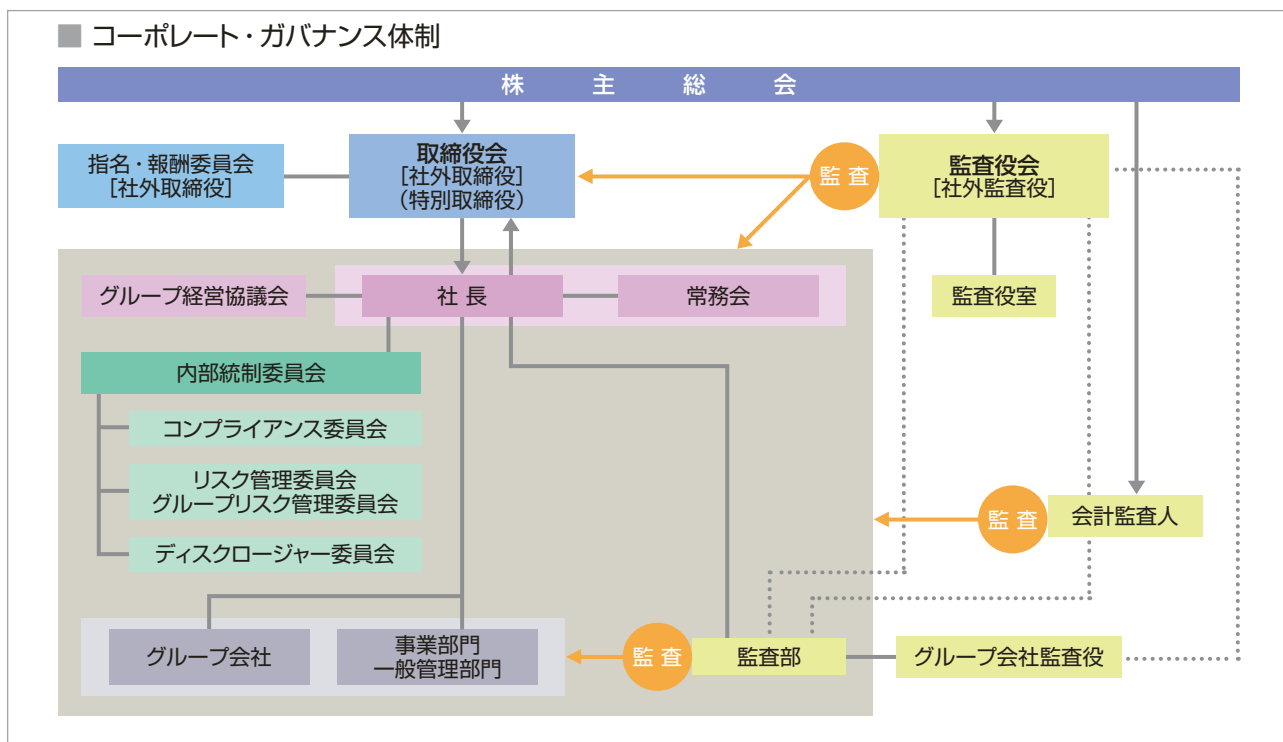 コーポレート・ガバナンス体制
株主総会
指名・報酬委員会
[社外取締役]
取締役会
[社外取締役]
(特別取締役)
監査
監査役会
[社外監査役]
グループ経営協議会
社長
常務会
監査役室
内部統制委員会
コンプライアンス委員会
リスク管理委員会
グループリスク管理委員会
ディスクロージャー委員会
監査
会計監査人
グループ会社
事業部門
一般管理部門
監査
監査部
グループ会社監査役